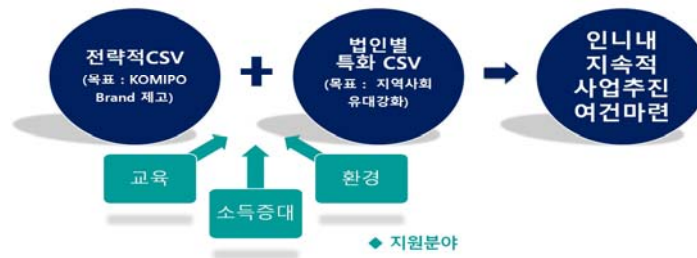 전략적CSV
(목표 : KOMIPO
Brand 제고)
+
법인별
특화 CSV
(목표 : 지역사회
유대강화)
인니내
지속적
사업추진
여건마련
교육
소득증대
환경
◆ 지원분야